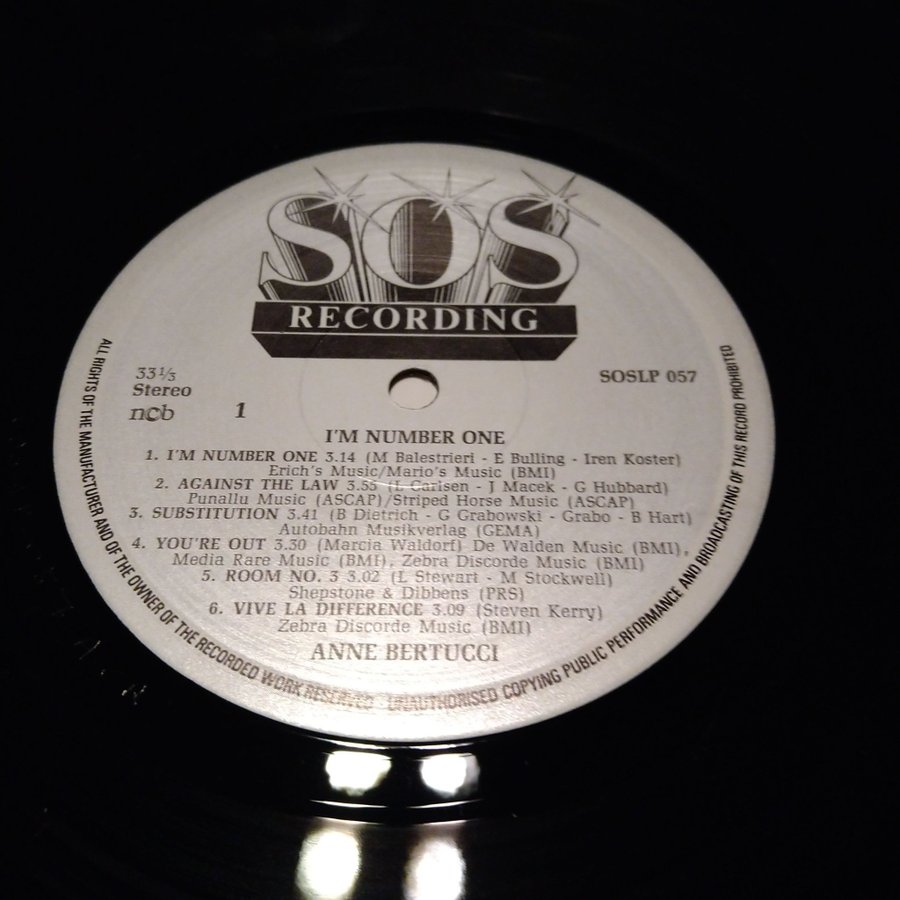 SOS
RECORDING
33⅓
Stereo
ncb
1
SOSLP 057
I'M NUMBER ONE
1. I'M NUMBER ONE 3.14 (M Balestrieri - E Bulling - Iren Koster)
Erich's Music/Mario's Music (BMI)
2. AGAINST THE LAW 3.55 (L Carlsen - J Macek - G Hubbard)
Punallu Music (ASCAP)/Striped Horse Music (ASCAP)
3. SUBSTITUTION 3.41 (B Dietrich - G Grabowski - Grabo - B Hart)
Autobahn Musikverlag (GEMA)
4. YOU'RE OUT 3.30 (Marcia Waldorf) De Walden Music (BMI),
Media Rare Music (BMI), Zebra Discorde Music (BMI)
5. ROOM NO. 3 3.02 (L Stewart - M Stockwell)
Shepstone & Dibbens (PRS)
6. VIVE LA DIFFERENCE 3.09 (Steven Kerry)
Zebra Discorde Music (BMI)
ANNE BERTUCCI
ALL RIGHTS OF THE MANUFACTURER AND OF THE OWNER OF THE RECORDED WORK RESERVED UNAUTHORISED COPYING PUBLIC PERFORMANCE AND BROADCASTING OF THIS RECORD PROHIBITED